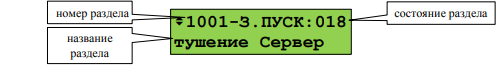 номер раздела
состояние раздела
÷1001-З.ПУСК:018
название
раздела
тушение Сервер